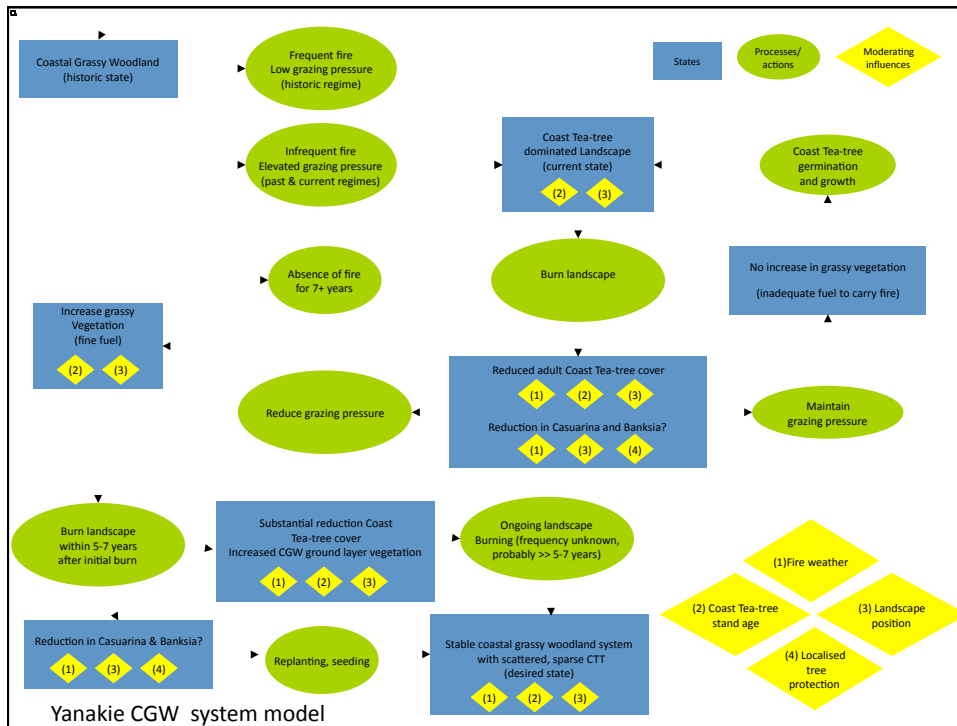 Coastal Grassy Woodland
(historic state)
Frequent fire
Low grazing pressure
(historic regime)
States
Processes/
actions
Moderating
influences
Infrequent fire
Elevated grazing pressure
(past & current regimes)
Coast Tea-tree
dominated Landscape
(current state)
(2)
(3)
Coast Tea-tree
germination
and growth
Absence of fire
for 7+ years
Burn landscape
No increase in grassy vegetation
(inadequate fuel to carry fire)
Increase grassy
Vegetation
(fine fuel)
(2)
(3)
Reduce grazing pressure
Reduced adult Coast Tea-tree cover
(1)
(2)
(3)
Reduction in Casuarina and Banksia?
(1)
(3)
(4)
Maintain
grazing pressure
Burn landscape
within 5-7 years
after initial burn
Substantial reduction Coast
Tea-tree cover
Increased CGW ground layer vegetation
(1)
(2)
(3)
Ongoing landscape
Burning (frequency unknown,
probably >> 5-7 years)
(1)Fire weather
(2) Coast Tea-tree
stand age
(3) Landscape
position
(4) Localised
tree
protection
Reduction in Casuarina & Banksia?
(1)
(3)
(4)
Replanting, seeding
Stable coastal grassy woodland system
with scattered, sparse CTT
(desired state)
(1)
(2)
(3)
Yanakie CGW system model